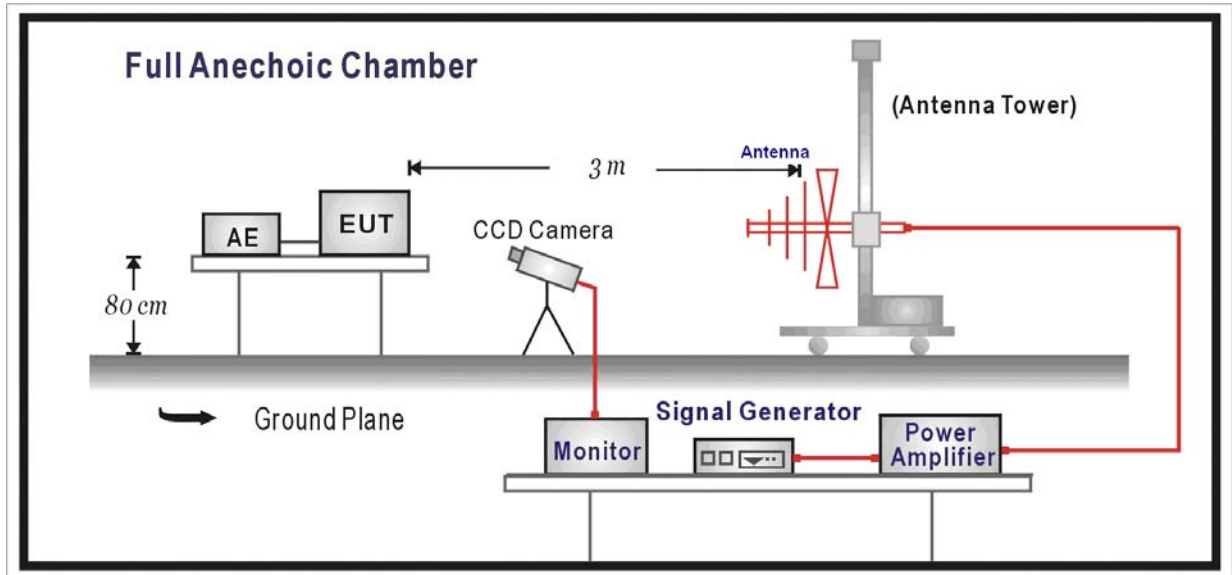 Full Anechoic Chamber
(Antenna Tower)
Antenna
3 m
AE
EUT
CCD Camera
80 cm
Ground Plane
Signal Generator
Monitor
Power
Amplifier